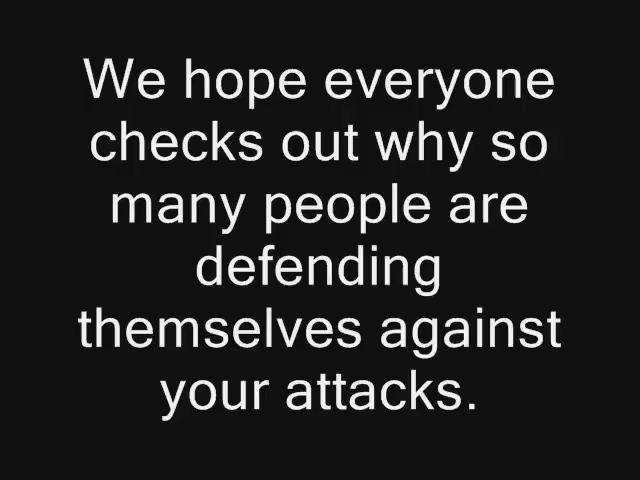 We hope everyone
checks out why so
many people are
defending
themselves against
your attacks.